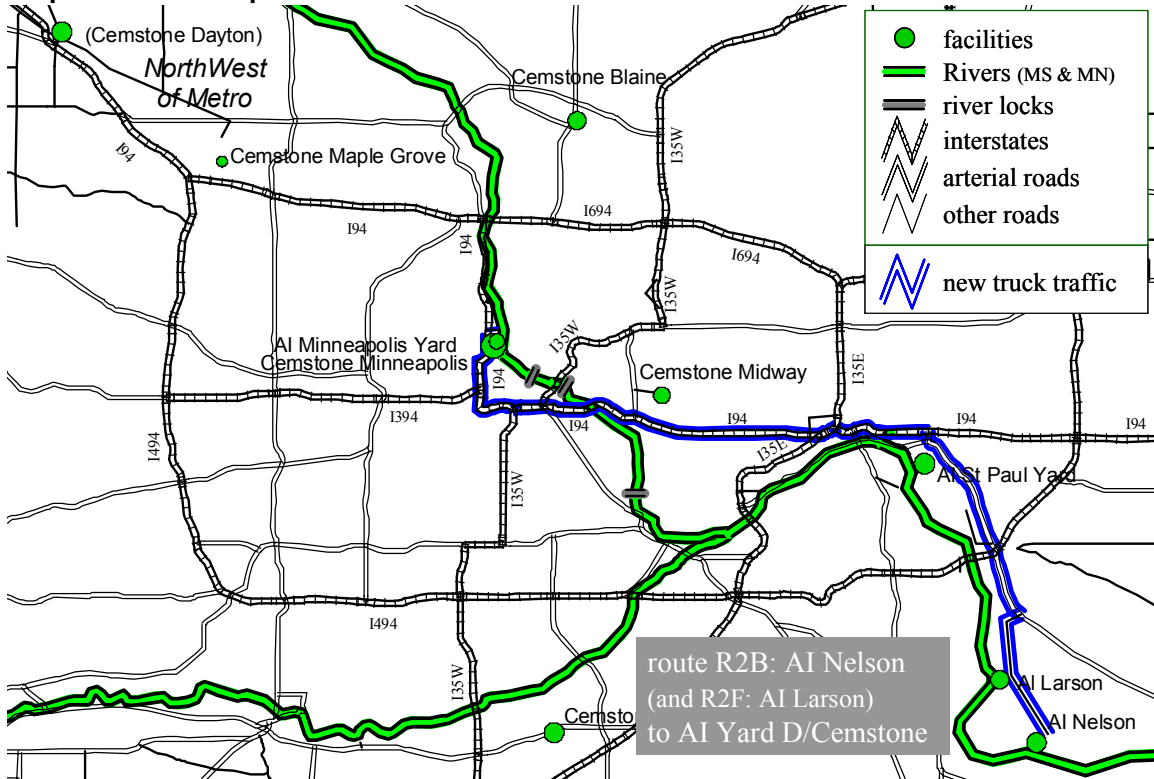 (Cemstone Dayton)
NorthWest
of Metro
Cemstone Blaine
facilities
Rivers (MS & MN)
river locks
interstates
arterial roads
other roads
new truck traffic
I94
Cemstone Maple Grove
I35W
I94
I94
I694
I694
I35W
AI Minneapolis Yard
Cemstone Minneapolis
I35W
I94
Cemstone Midway
I35E
I394
I94
I94
I94
I94
I35E
I494
I35W
AI St Paul Yard
I494
I35W
route R2B: AI Nelson
(and R2F: AI Larson)
to AI Yard D/Cemstone
AI Larson
AI Nelson
Cemsto